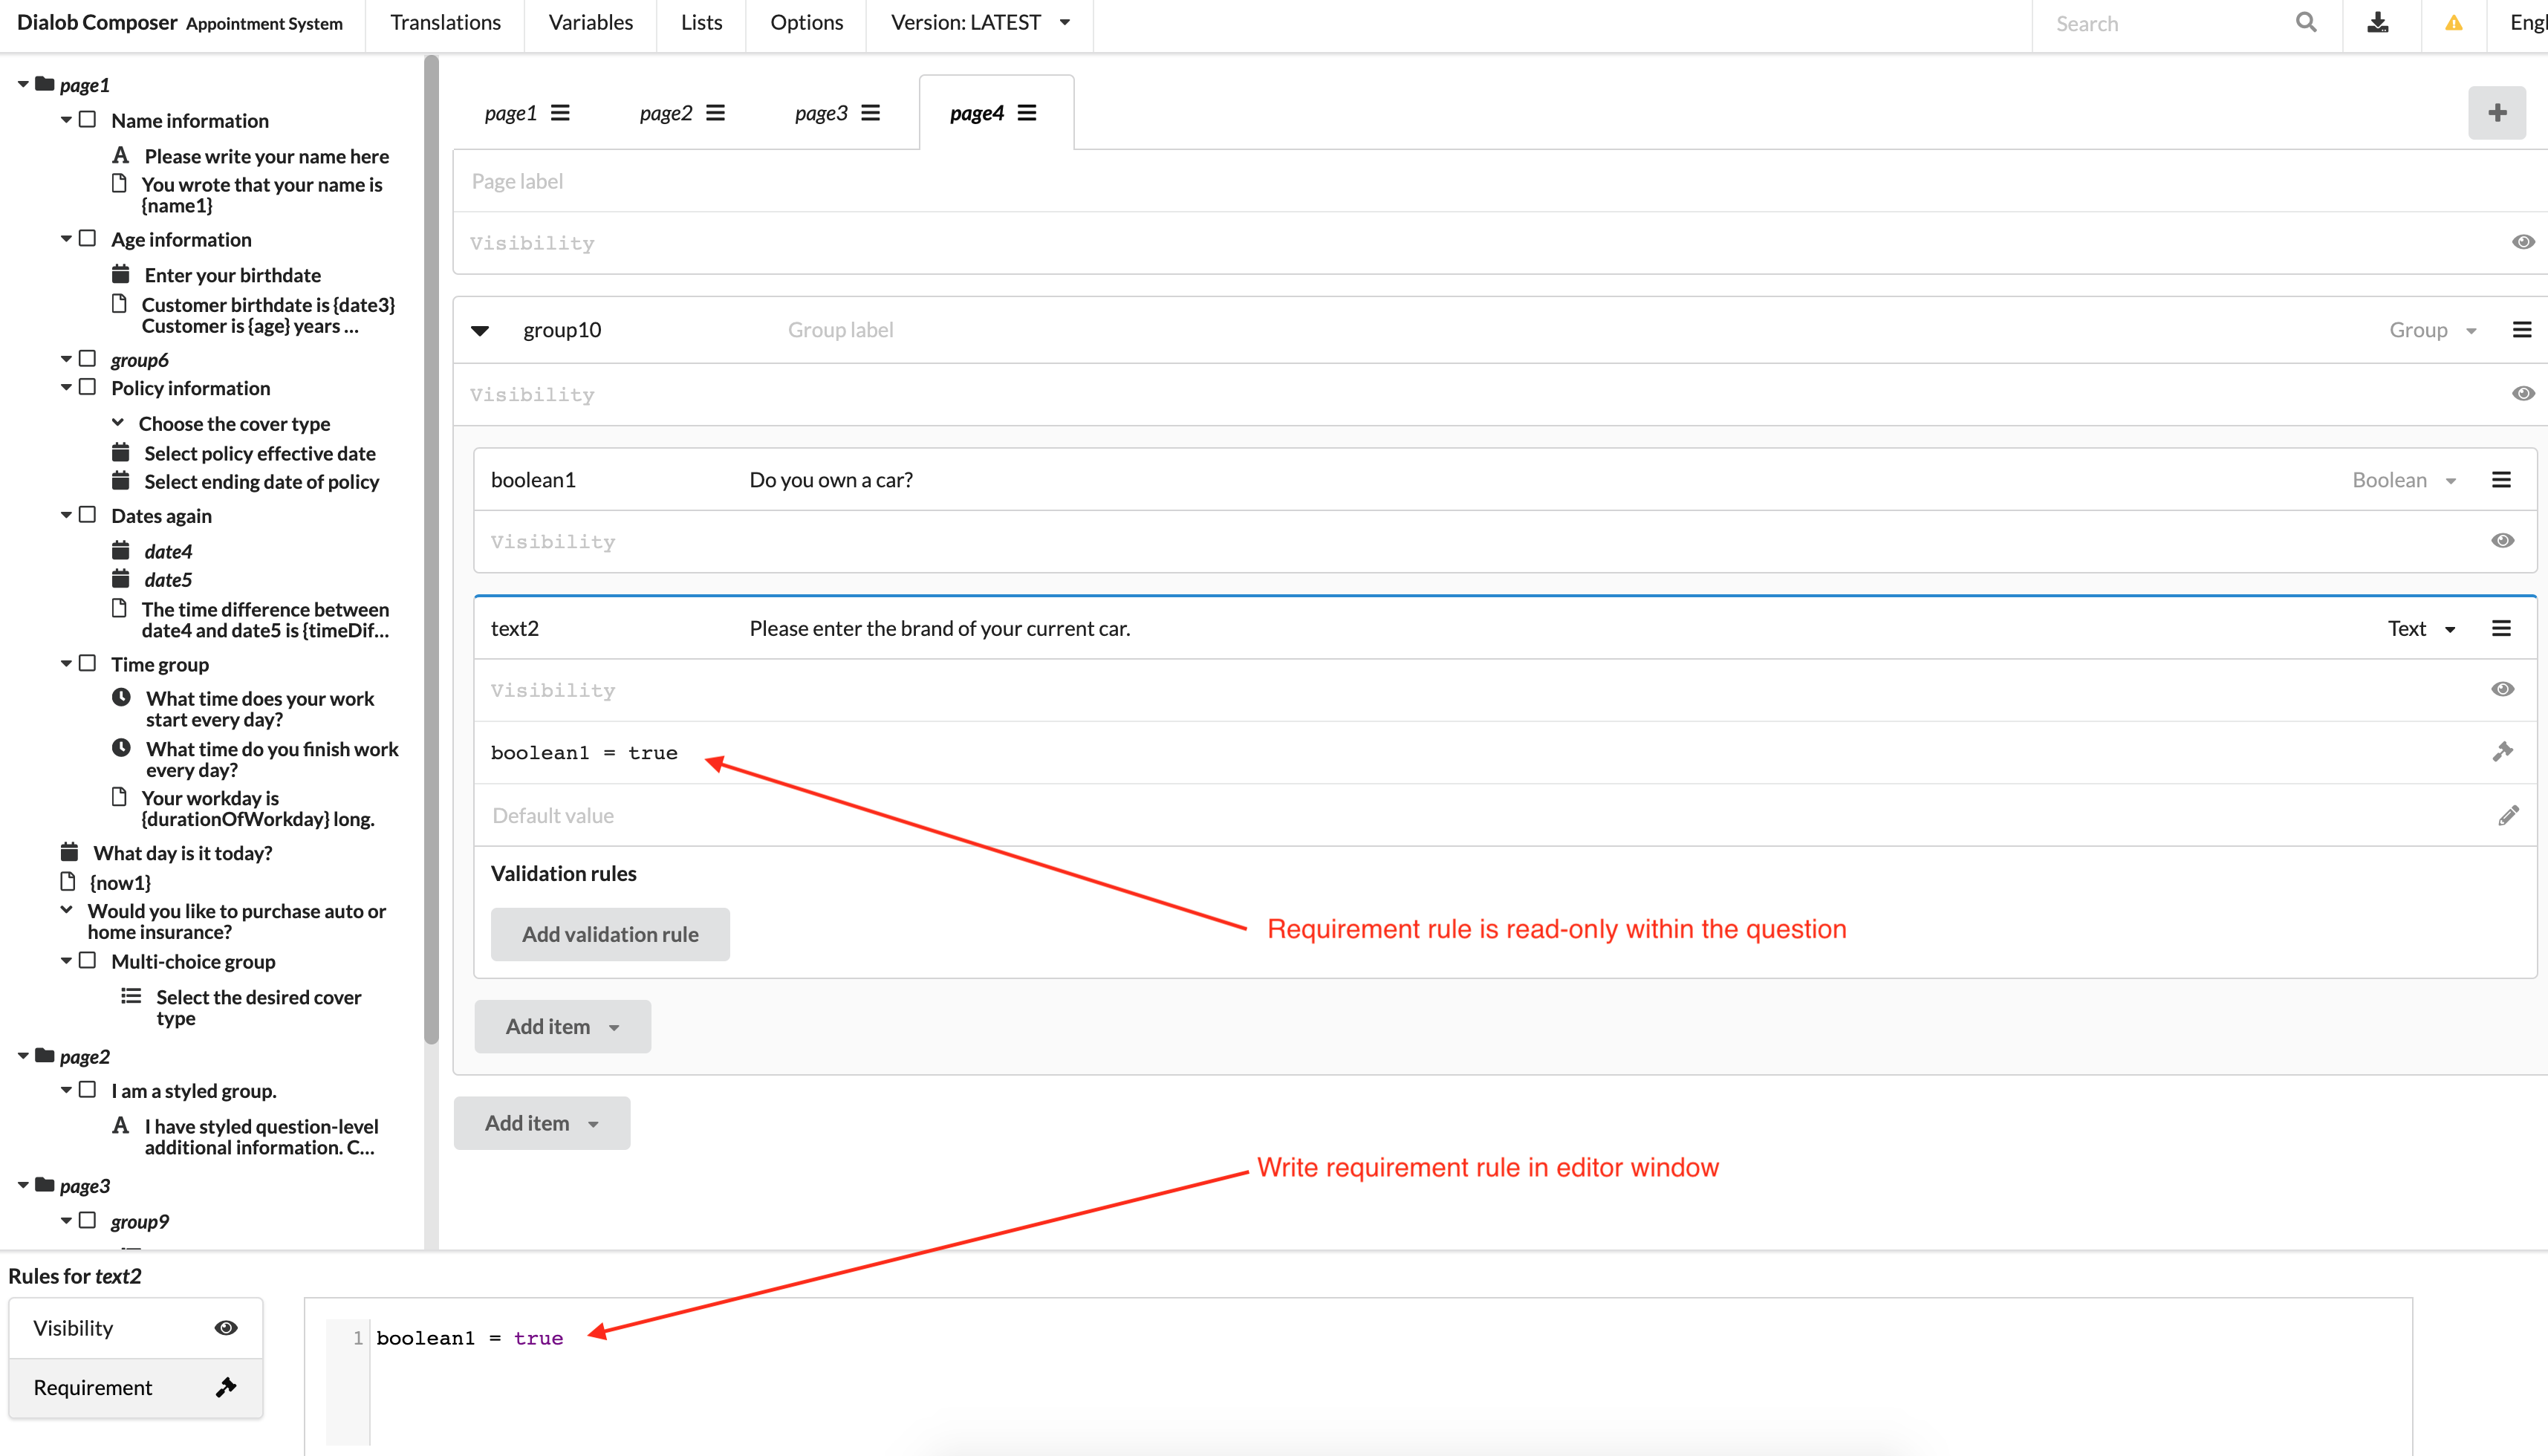 Dialob Composer Appointment System
Translations
Variables
Lists
Options
Version: LATEST
Search
Engl
page1
Name information
Please write your name here
You wrote that your name is
{name1}
Age information
Enter your birthdate
Customer birthdate is {date3}
Customer is {age} years ...
group6
Policy information
Choose the cover type
Select policy effective date
Select ending date of policy
Dates again
date4
date5
The time difference between
date4 and date5 is {timeDif...
Time group
What time does your work
start every day?
What time do you finish work
every day?
Your workday is
{durationOfWorkday} long.
What day is it today?
{now1}
Would you like to purchase auto or
home insurance?
Multi-choice group
Select the desired cover
type
page2
I am a styled group.
I have styled question-level
additional information. C...
page3
group9
page1
page2
page3
page4
Page label
Visibility
group10
Group label
Group
Visibility
boolean1
Do you own a car?
Boolean
Visibility
text2
Please enter the brand of your current car.
Text
Visibility
boolean1 = true
Default value
Validation rules
Requirement rule is read-only within the question
Add validation rule
Add item
Add item
Write requirement rule in editor window
Rules for text2
Visibility
Requirement
1 boolean1 = true